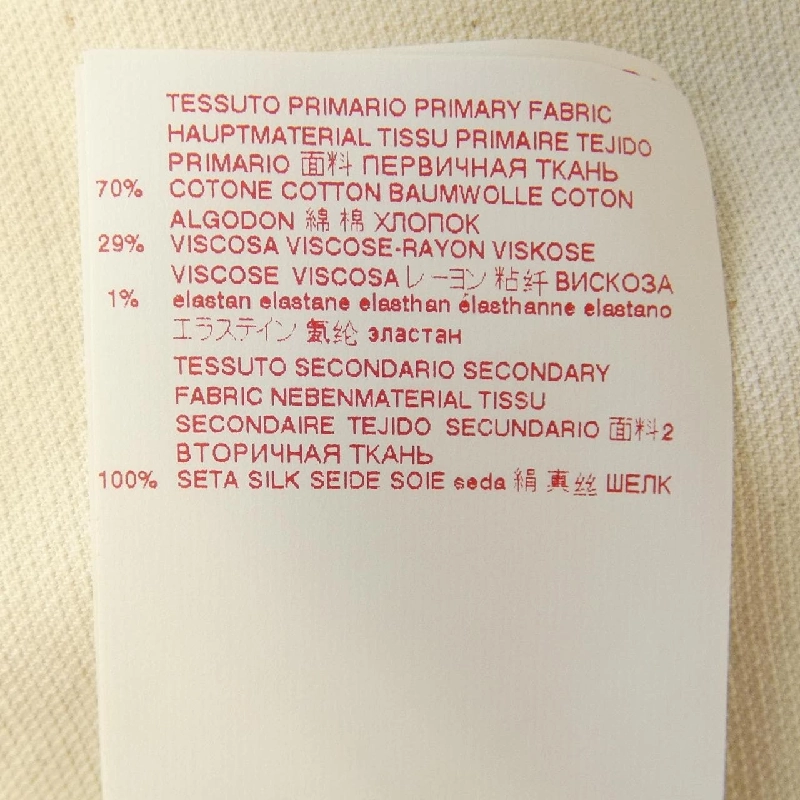 TESSUTO PRIMARIO PRIMARY FABRIC
HAUPTMATERIAL TISSU PRIMAIRE TEJIDO
PRIMARIO 面料 ПЕРВИЧНАЯ ТКАНЬ
70% COTONE COTTON BAUMWOLLE COTON
ALGODON 綿 棉 ХЛОПОК
29% VISCOSA VISCOSE-RAYON VISKOSE
VISCOSE VISCOSA レーヨン 粘纤 ВИСКОЗА
1% elastan elastane elasthan élasthanne elastano
エラステイン 氨纶 эластан
TESSUTO SECONDARIO SECONDARY
FABRIC NEBENMATERIAL TISSU
SECONDAIRE TEJIDO SECUNDARIO 面料2
ВТОРИЧНАЯ ТКАНЬ
100% SETA SILK SEIDE SOIE seda 絹 真丝 ШЕЛК